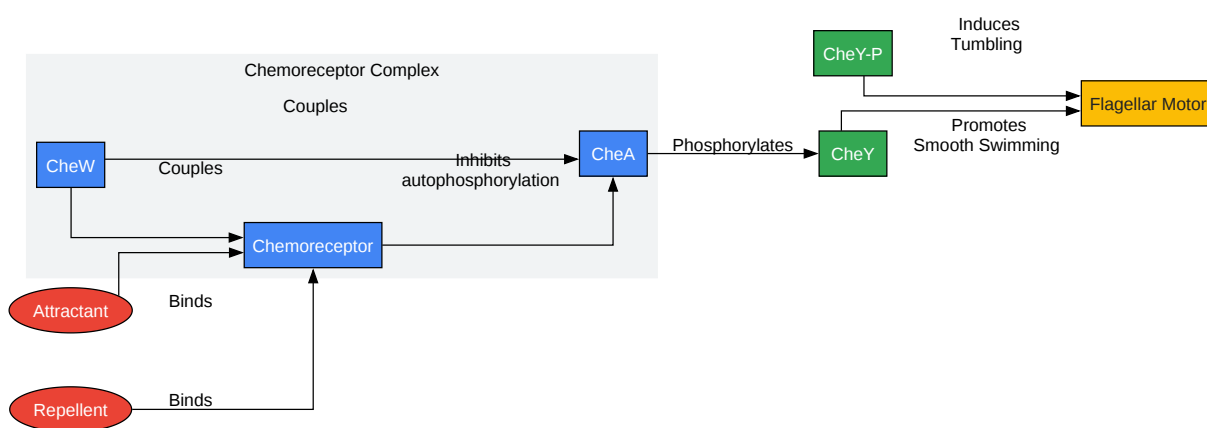 Induces
Tumbling
CheY-P
Chemoreceptor Complex
Couples
Flagellar Motor
Promotes
Smooth Swimming
CheW
Couples
Inhibits
autophosphorylation
CheA
Phosphorylates
CheY
Chemoreceptor
Attractant
Binds
Repellent
Binds